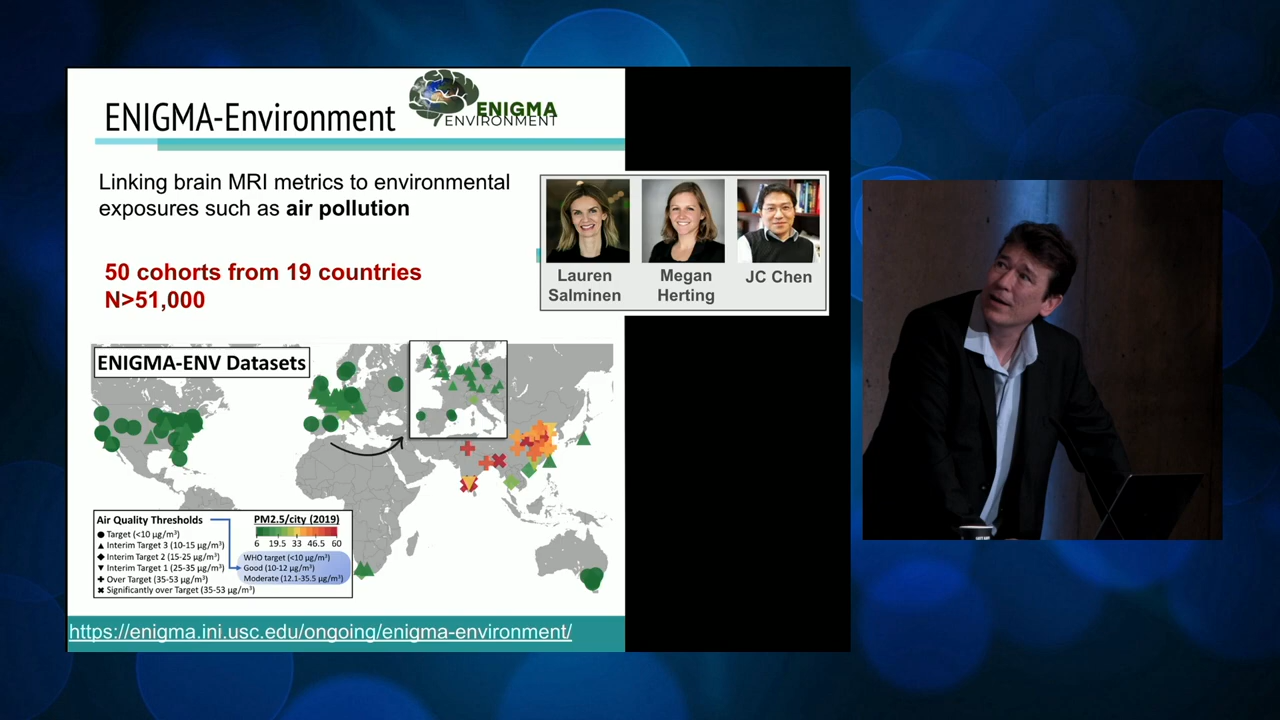 ENIGMA-Environment
ENIGMA
ENVIRONMENT
Linking brain MRI metrics to environmental
exposures such as air pollution
50 cohorts from 19 countries
N>51,000
Lauren
Salminen
Megan
Herting
JC Chen
ENIGMA-ENV Datasets
Air Quality Thresholds
Target (<10 µg/m³)
Interim Target 3 (10-15 µg/m³)
Interim Target 2 (15-25 µg/m³)
Interim Target 1 (25-35 µg/m³)
Over Target (35-53 µg/m³)
Significantly over Target (35-53 µg/m³)
PM2.5/city (2019)
6 19.5 33 46.5 60
WHO target (<10 µg/m³)
Good (10-12 µg/m³)
Moderate (12.1-35.5 µg/m³)
https://enigma.ini.usc.edu/ongoing/enigma-environment/